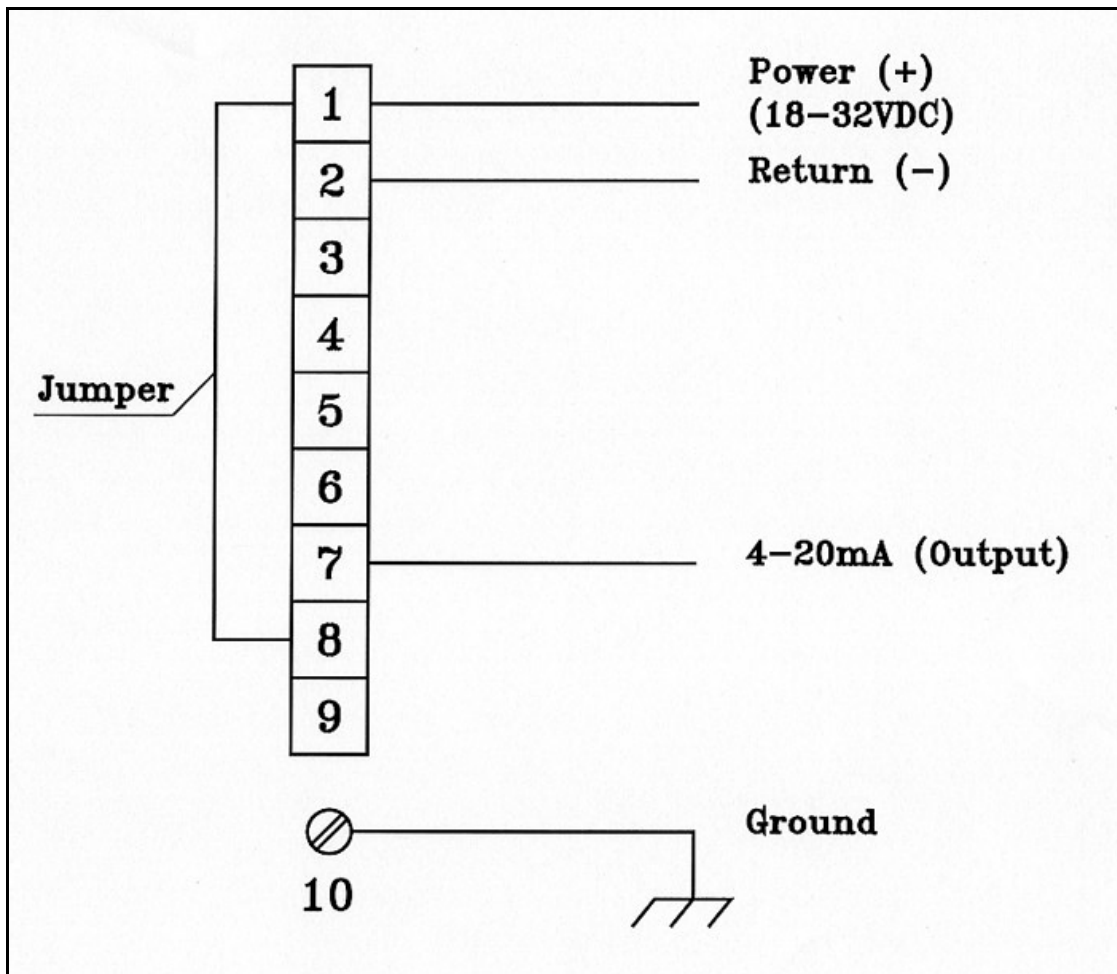 1
Power (+)
(18-32VDC)
2
Return (-)
3
4
Jumper
5
6
7
4-20mA (Output)
8
9
Ground
10